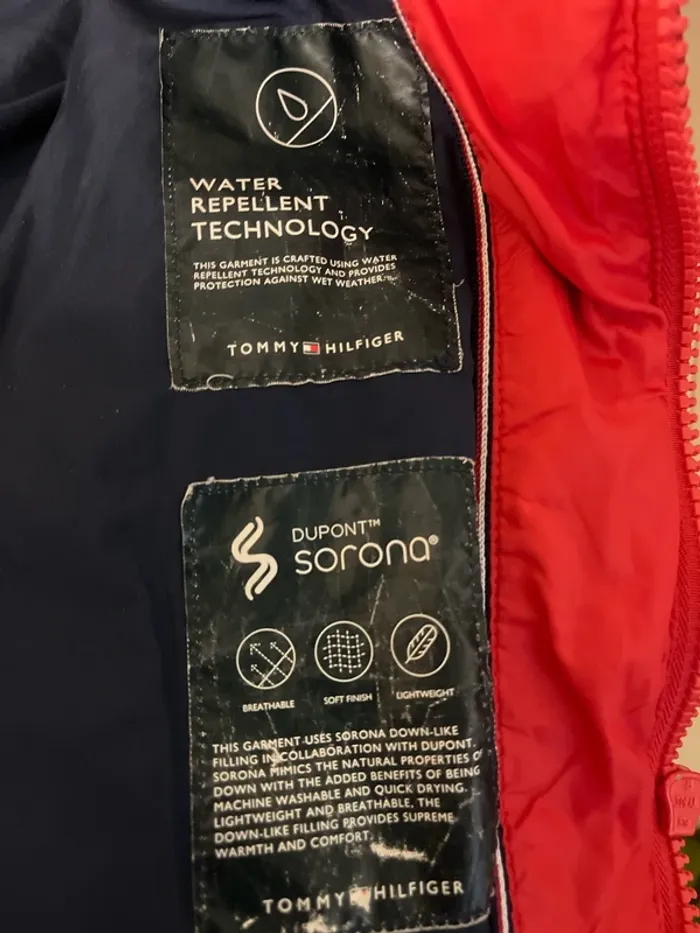 WATER
REPELLENT
TECHNOLOGY
THIS GARMENT IS CRAFTED USING WATER
REPELLENT TECHNOLOGY AND PROVIDES
PROTECTION AGAINST WET WEATHER.
TOMMY HILFIGER
DUPONT™
sorona®
BREATHABLE
SOFT FINISH
LIGHTWEIGHT
THIS GARMENT USES SORONA DOWN-LIKE
FILLING IN COLLABORATION WITH DUPONT.
SORONA MIMICS THE NATURAL PROPERTIES OF
DOWN WITH THE ADDED BENEFITS OF BEING
MACHINE WASHABLE AND QUICK DRYING.
LIGHTWEIGHT AND BREATHABLE, THE
DOWN-LIKE FILLING PROVIDES SUPREME
WARMTH AND COMFORT.
TOMMY HILFIGER